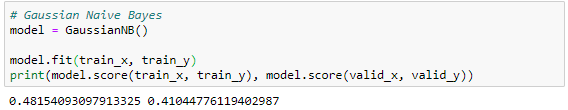 # Gaussian Naive Bayes
model = GaussianNB()
model.fit(train_x, train_y)
print(model.score(train_x, train_y), model.score(valid_x, valid_y))
0.48154093097913325 0.41044776119402987